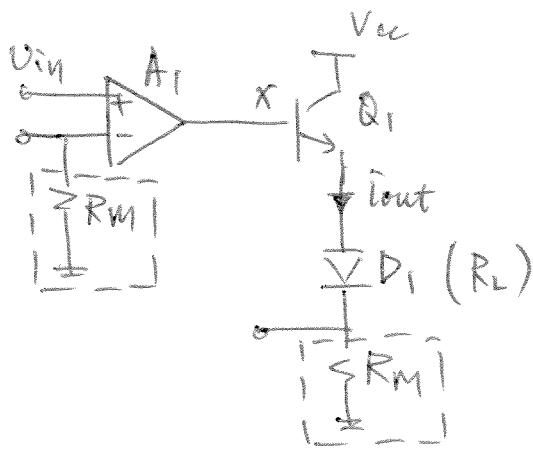 Vcc
Vin
A1
+
-
X
Q1
iout
RM
D1 (RL)
RM